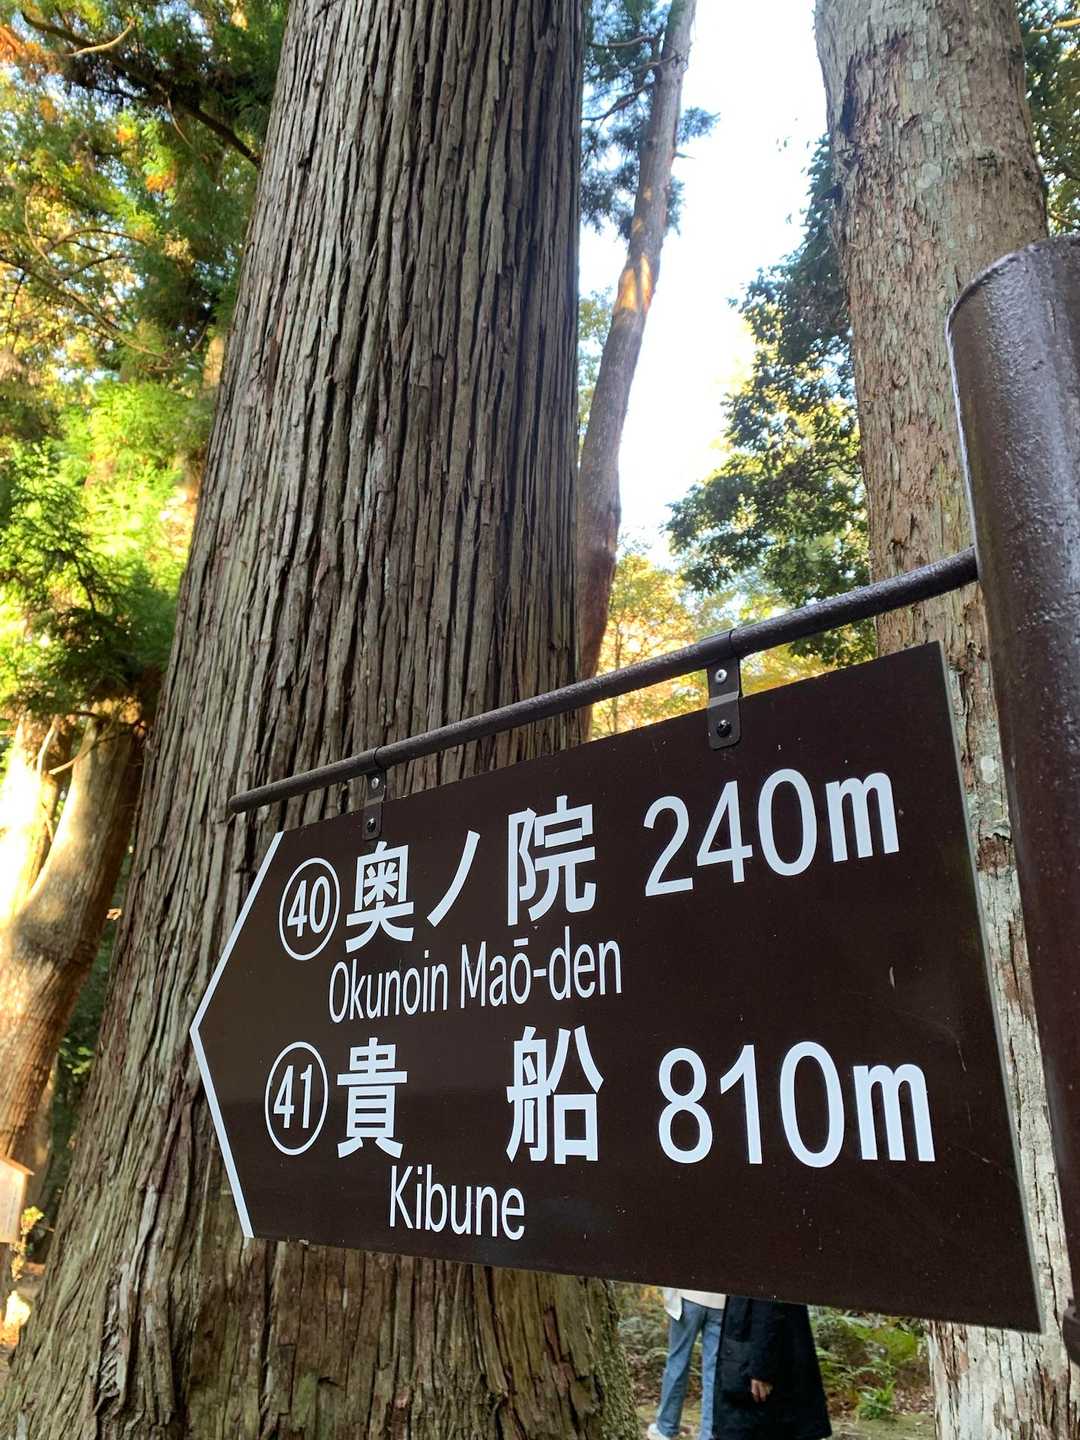 ㊵奥ノ院 240m
Okunoin Maō-den
㊶貴 船 810m
Kibune